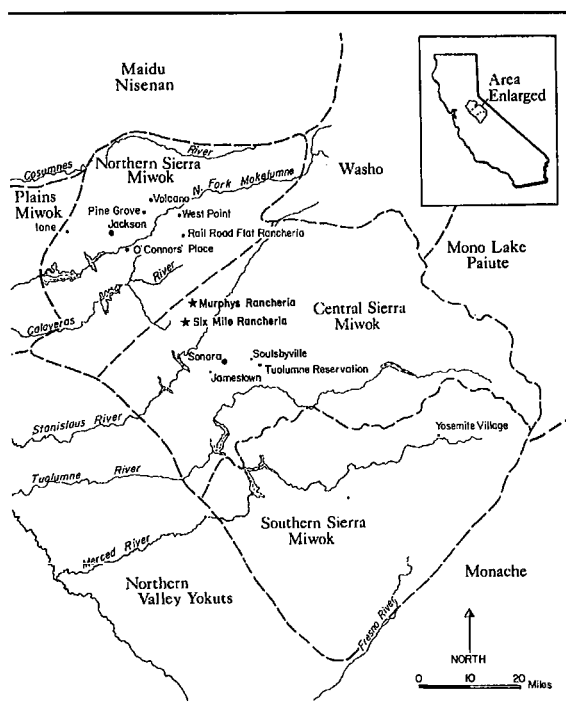 Maidu
Nisenan
Area
Enlarged
Cosumnes
River
Northern Sierra
Miwok
N. Fork Mokelumne
Washo
Plains
Miwok
Ione
Volcano
Pine Grove
West Point
Jackson
Rail Road Flat Rancheria
O'Connors' Place
Mono Lake
Paiute
River
Calaveras
Murphys Rancheria
Six Mile Rancheria
Central Sierra
Miwok
Sonora
Soulsbyville
Tuolumne Reservation
Jamestown
Stanislaus River
Yosemite Village
Tuolumne River
Southern Sierra
Miwok
Merced River
Northern
Valley Yokuts
Monache
Fresno River
NORTH
0 10 20
Miles